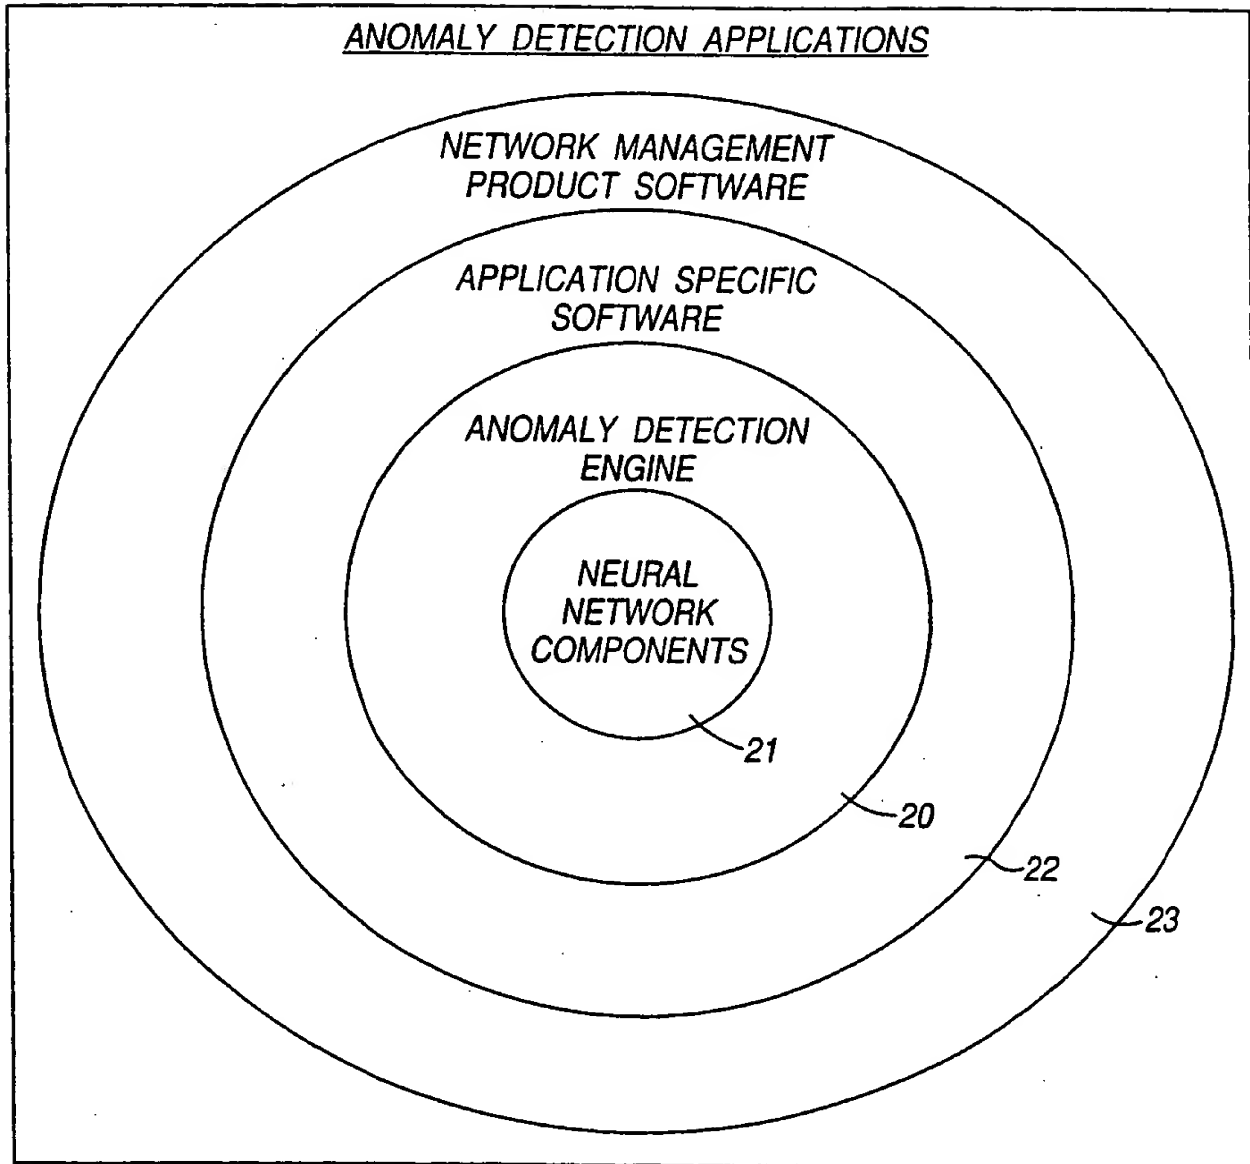 ANOMALY DETECTION APPLICATIONS
NETWORK MANAGEMENT
PRODUCT SOFTWARE
APPLICATION SPECIFIC
SOFTWARE
ANOMALY DETECTION
ENGINE
NEURAL
NETWORK
COMPONENTS
21
20
22
23